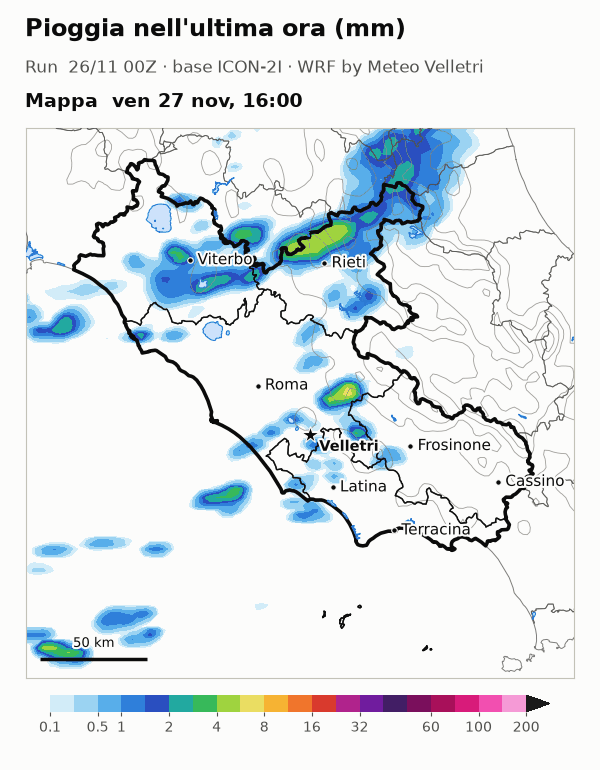 Pioggia nell'ultima ora (mm)
Run  26/11 00Z · base ICON-2I · WRF by Meteo Velletri
Mappa  ven 27 nov, 16:00
Viterbo
Rieti
Roma
Velletri
Frosinone
Latina
Cassino
Terracina
50 km
0.1 0.5 1 2 4 8 16 32 60 100 200